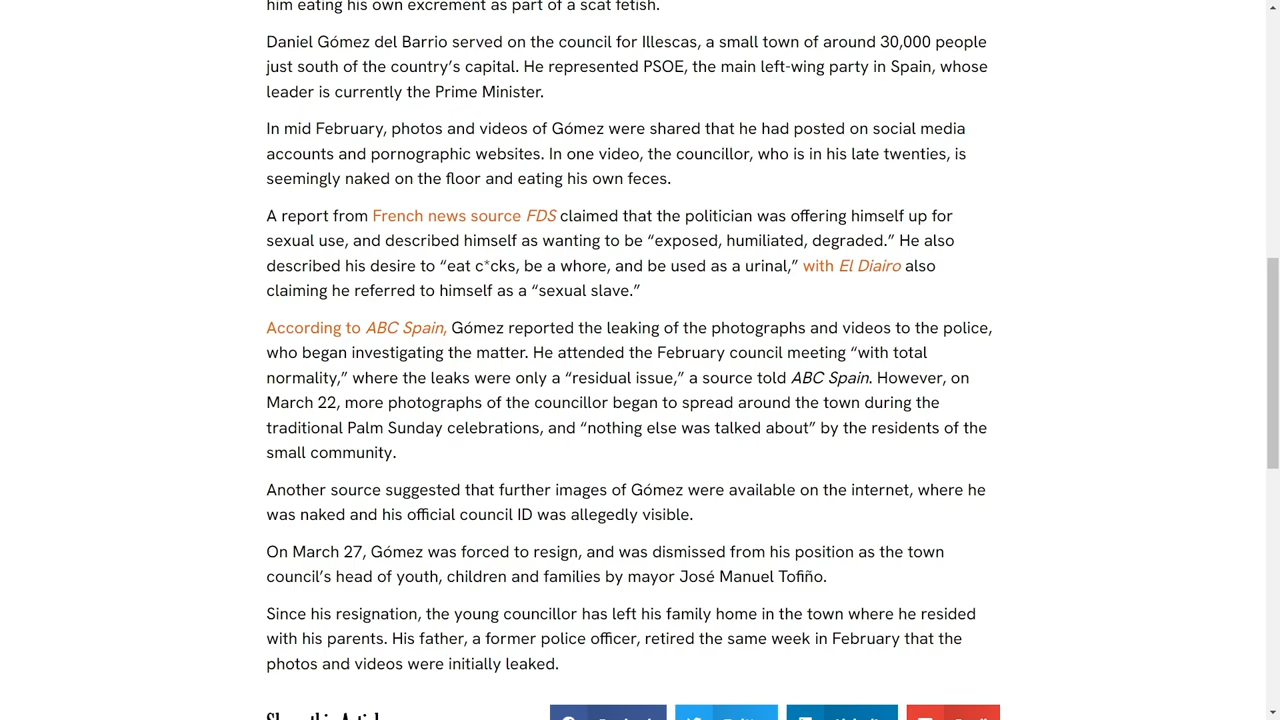 him eating his own excrement as part of a scat fetish.
Daniel Gómez del Barrio served on the council for Illescas, a small town of around 30,000 people
just south of the country’s capital. He represented PSOE, the main left-wing party in Spain, whose
leader is currently the Prime Minister.
In mid February, photos and videos of Gómez were shared that he had posted on social media
accounts and pornographic websites. In one video, the councillor, who is in his late twenties, is
seemingly naked on the floor and eating his own feces.
A report from French news source FDS claimed that the politician was offering himself up for
sexual use, and described himself as wanting to be “exposed, humiliated, degraded.” He also
described his desire to “eat c*cks, be a whore, and be used as a urinal,” with El Diairo also
claiming he referred to himself as a “sexual slave.”
According to ABC Spain, Gómez reported the leaking of the photographs and videos to the police,
who began investigating the matter. He attended the February council meeting “with total
normality,” where the leaks were only a “residual issue,” a source told ABC Spain. However, on
March 22, more photographs of the councillor began to spread around the town during the
traditional Palm Sunday celebrations, and “nothing else was talked about” by the residents of the
small community.
Another source suggested that further images of Gómez were available on the internet, where he
was naked and his official council ID was allegedly visible.
On March 27, Gómez was forced to resign, and was dismissed from his position as the town
council’s head of youth, children and families by mayor José Manuel Tofiño.
Since his resignation, the young councillor has left his family home in the town where he resided
with his parents. His father, a former police officer, retired the same week in February that the
photos and videos were initially leaked.